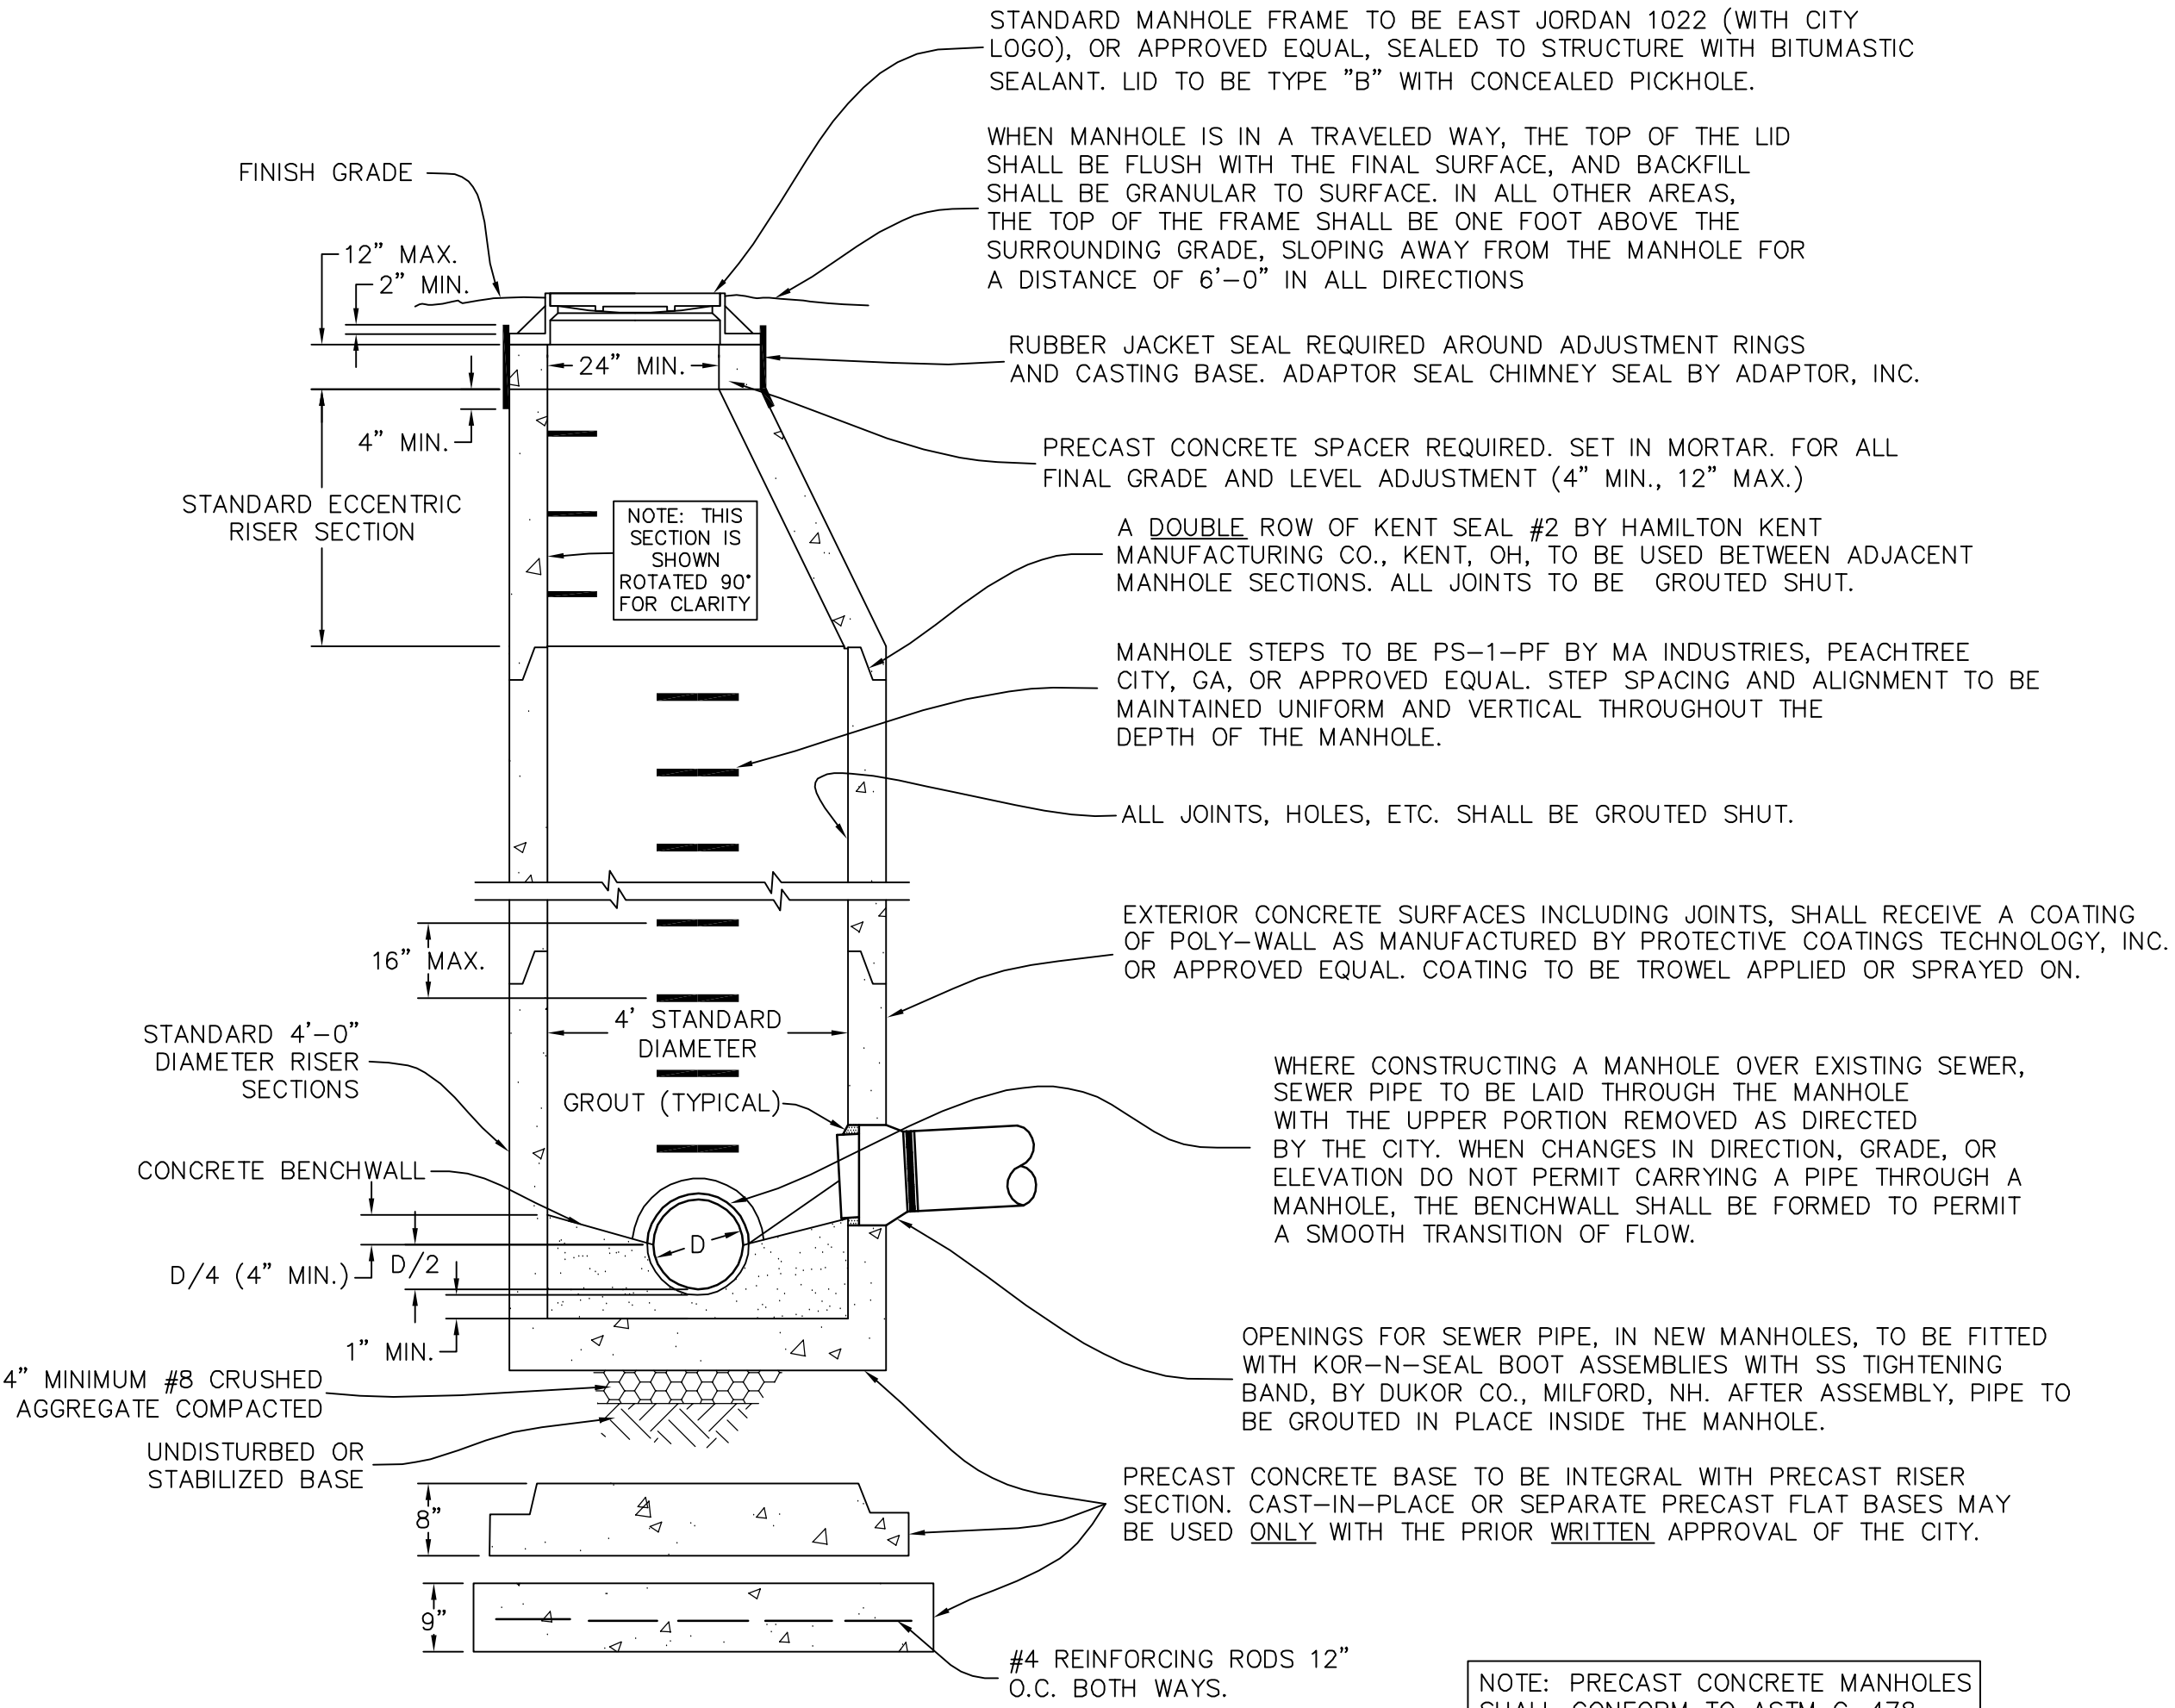 STANDARD MANHOLE FRAME TO BE EAST JORDAN 1022 (WITH CITY
LOGO), OR APPROVED EQUAL, SEALED TO STRUCTURE WITH BITUMASTIC
SEALANT. LID TO BE TYPE "B" WITH CONCEALED PICKHOLE.
WHEN MANHOLE IS IN A TRAVELED WAY, THE TOP OF THE LID
SHALL BE FLUSH WITH THE FINAL SURFACE, AND BACKFILL
SHALL BE GRANULAR TO SURFACE. IN ALL OTHER AREAS,
THE TOP OF THE FRAME SHALL BE ONE FOOT ABOVE THE
SURROUNDING GRADE, SLOPING AWAY FROM THE MANHOLE FOR
A DISTANCE OF 6'-0" IN ALL DIRECTIONS
FINISH GRADE
12" MAX.
2" MIN.
24" MIN.
4" MIN.
RUBBER JACKET SEAL REQUIRED AROUND ADJUSTMENT RINGS
AND CASTING BASE. ADAPTOR SEAL CHIMNEY SEAL BY ADAPTOR, INC.
PRECAST CONCRETE SPACER REQUIRED. SET IN MORTAR. FOR ALL
FINAL GRADE AND LEVEL ADJUSTMENT (4" MIN., 12" MAX.)
STANDARD ECCENTRIC
RISER SECTION
NOTE: THIS
SECTION IS
SHOWN
ROTATED 90°
FOR CLARITY
A DOUBLE ROW OF KENT SEAL #2 BY HAMILTON KENT
MANUFACTURING CO., KENT, OH, TO BE USED BETWEEN ADJACENT
MANHOLE SECTIONS. ALL JOINTS TO BE GROUTED SHUT.
MANHOLE STEPS TO BE PS-1-PF BY MA INDUSTRIES, PEACHTREE
CITY, GA, OR APPROVED EQUAL. STEP SPACING AND ALIGNMENT TO BE
MAINTAINED UNIFORM AND VERTICAL THROUGHOUT THE
DEPTH OF THE MANHOLE.
ALL JOINTS, HOLES, ETC. SHALL BE GROUTED SHUT.
EXTERIOR CONCRETE SURFACES INCLUDING JOINTS, SHALL RECEIVE A COATING
OF POLY-WALL AS MANUFACTURED BY PROTECTIVE COATINGS TECHNOLOGY, INC.
OR APPROVED EQUAL. COATING TO BE TROWEL APPLIED OR SPRAYED ON.
16" MAX.
4' STANDARD
DIAMETER
STANDARD 4'-0"
DIAMETER RISER
SECTIONS
GROUT (TYPICAL)
CONCRETE BENCHWALL
WHERE CONSTRUCTING A MANHOLE OVER EXISTING SEWER,
SEWER PIPE TO BE LAID THROUGH THE MANHOLE
WITH THE UPPER PORTION REMOVED AS DIRECTED
BY THE CITY. WHEN CHANGES IN DIRECTION, GRADE, OR
ELEVATION DO NOT PERMIT CARRYING A PIPE THROUGH A
MANHOLE, THE BENCHWALL SHALL BE FORMED TO PERMIT
A SMOOTH TRANSITION OF FLOW.
D
D/4 (4" MIN.)
D/2
1" MIN.
4" MINIMUM #8 CRUSHED
AGGREGATE COMPACTED
UNDISTURBED OR
STABILIZED BASE
OPENINGS FOR SEWER PIPE, IN NEW MANHOLES, TO BE FITTED
WITH KOR-N-SEAL BOOT ASSEMBLIES WITH SS TIGHTENING
BAND, BY DUKOR CO., MILFORD, NH. AFTER ASSEMBLY, PIPE TO
BE GROUTED IN PLACE INSIDE THE MANHOLE.
PRECAST CONCRETE BASE TO BE INTEGRAL WITH PRECAST RISER
SECTION. CAST-IN-PLACE OR SEPARATE PRECAST FLAT BASES MAY
BE USED ONLY WITH THE PRIOR WRITTEN APPROVAL OF THE CITY.
8"
9"
#4 REINFORCING RODS 12"
O.C. BOTH WAYS.
NOTE: PRECAST CONCRETE MANHOLES
SHALL CONFORM TO ASTM C-478